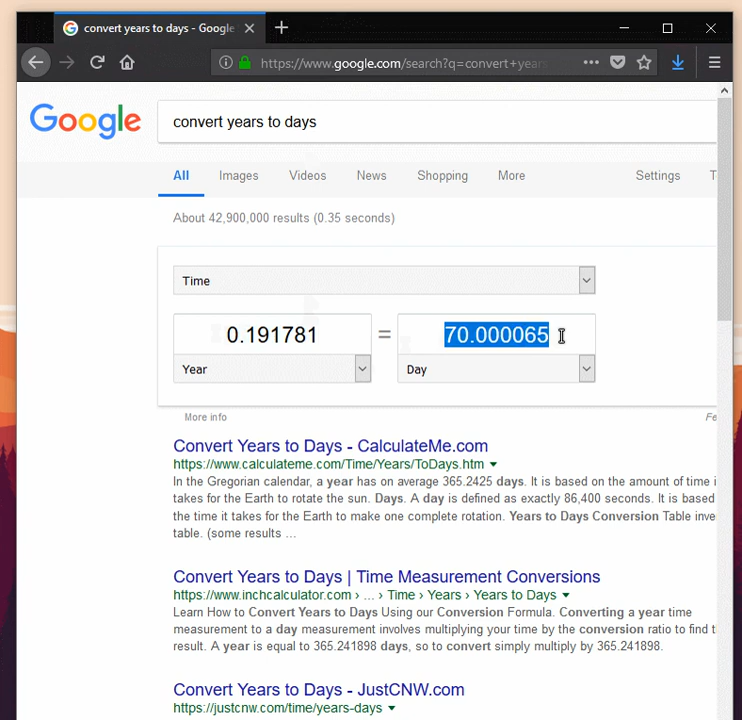 convert years to days - Google
https://www.google.com/search?q=convert+year
Google
convert years to days
All Images Videos News Shopping More Settings
About 42,900,000 results (0.35 seconds)
Time
0.191781 = 70.000065
Year Day
More info
Convert Years to Days - CalculateMe.com
https://www.calculateme.com/Time/Years/ToDays.htm
In the Gregorian calendar, a year has on average 365.2425 days. It is based on the amount of time i
takes for the Earth to rotate the sun. Days. A day is defined as exactly 86,400 seconds. It is based
the time it takes for the Earth to make one complete rotation. Years to Days Conversion Table inve
table. (some results ...
Convert Years to Days | Time Measurement Conversions
https://www.inchcalculator.com › ... › Time › Years › Years to Days
Learn How to Convert Years to Days Using our Conversion Formula. Converting a year time
measurement to a day measurement involves multiplying your time by the conversion ratio to find t
result. A year is equal to 365.241898 days, so to convert simply multiply by 365.241898.
Convert Years to Days - JustCNW.com
https://justcnw.com/time/years-days